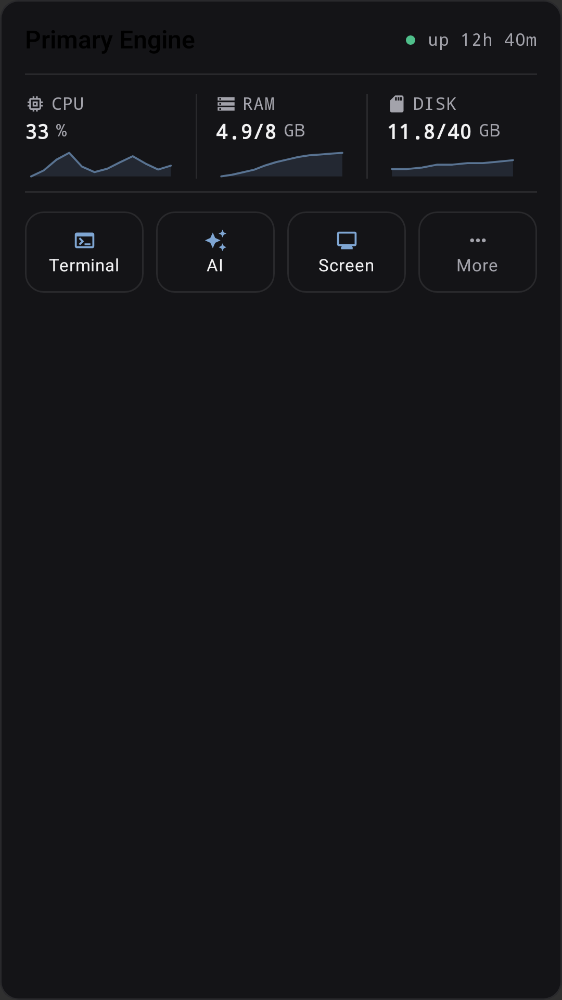 Primary Engine
up 12h 40m
CPU
33 %
RAM
4.9/8 GB
DISK
11.8/40 GB
Terminal
AI
Screen
More